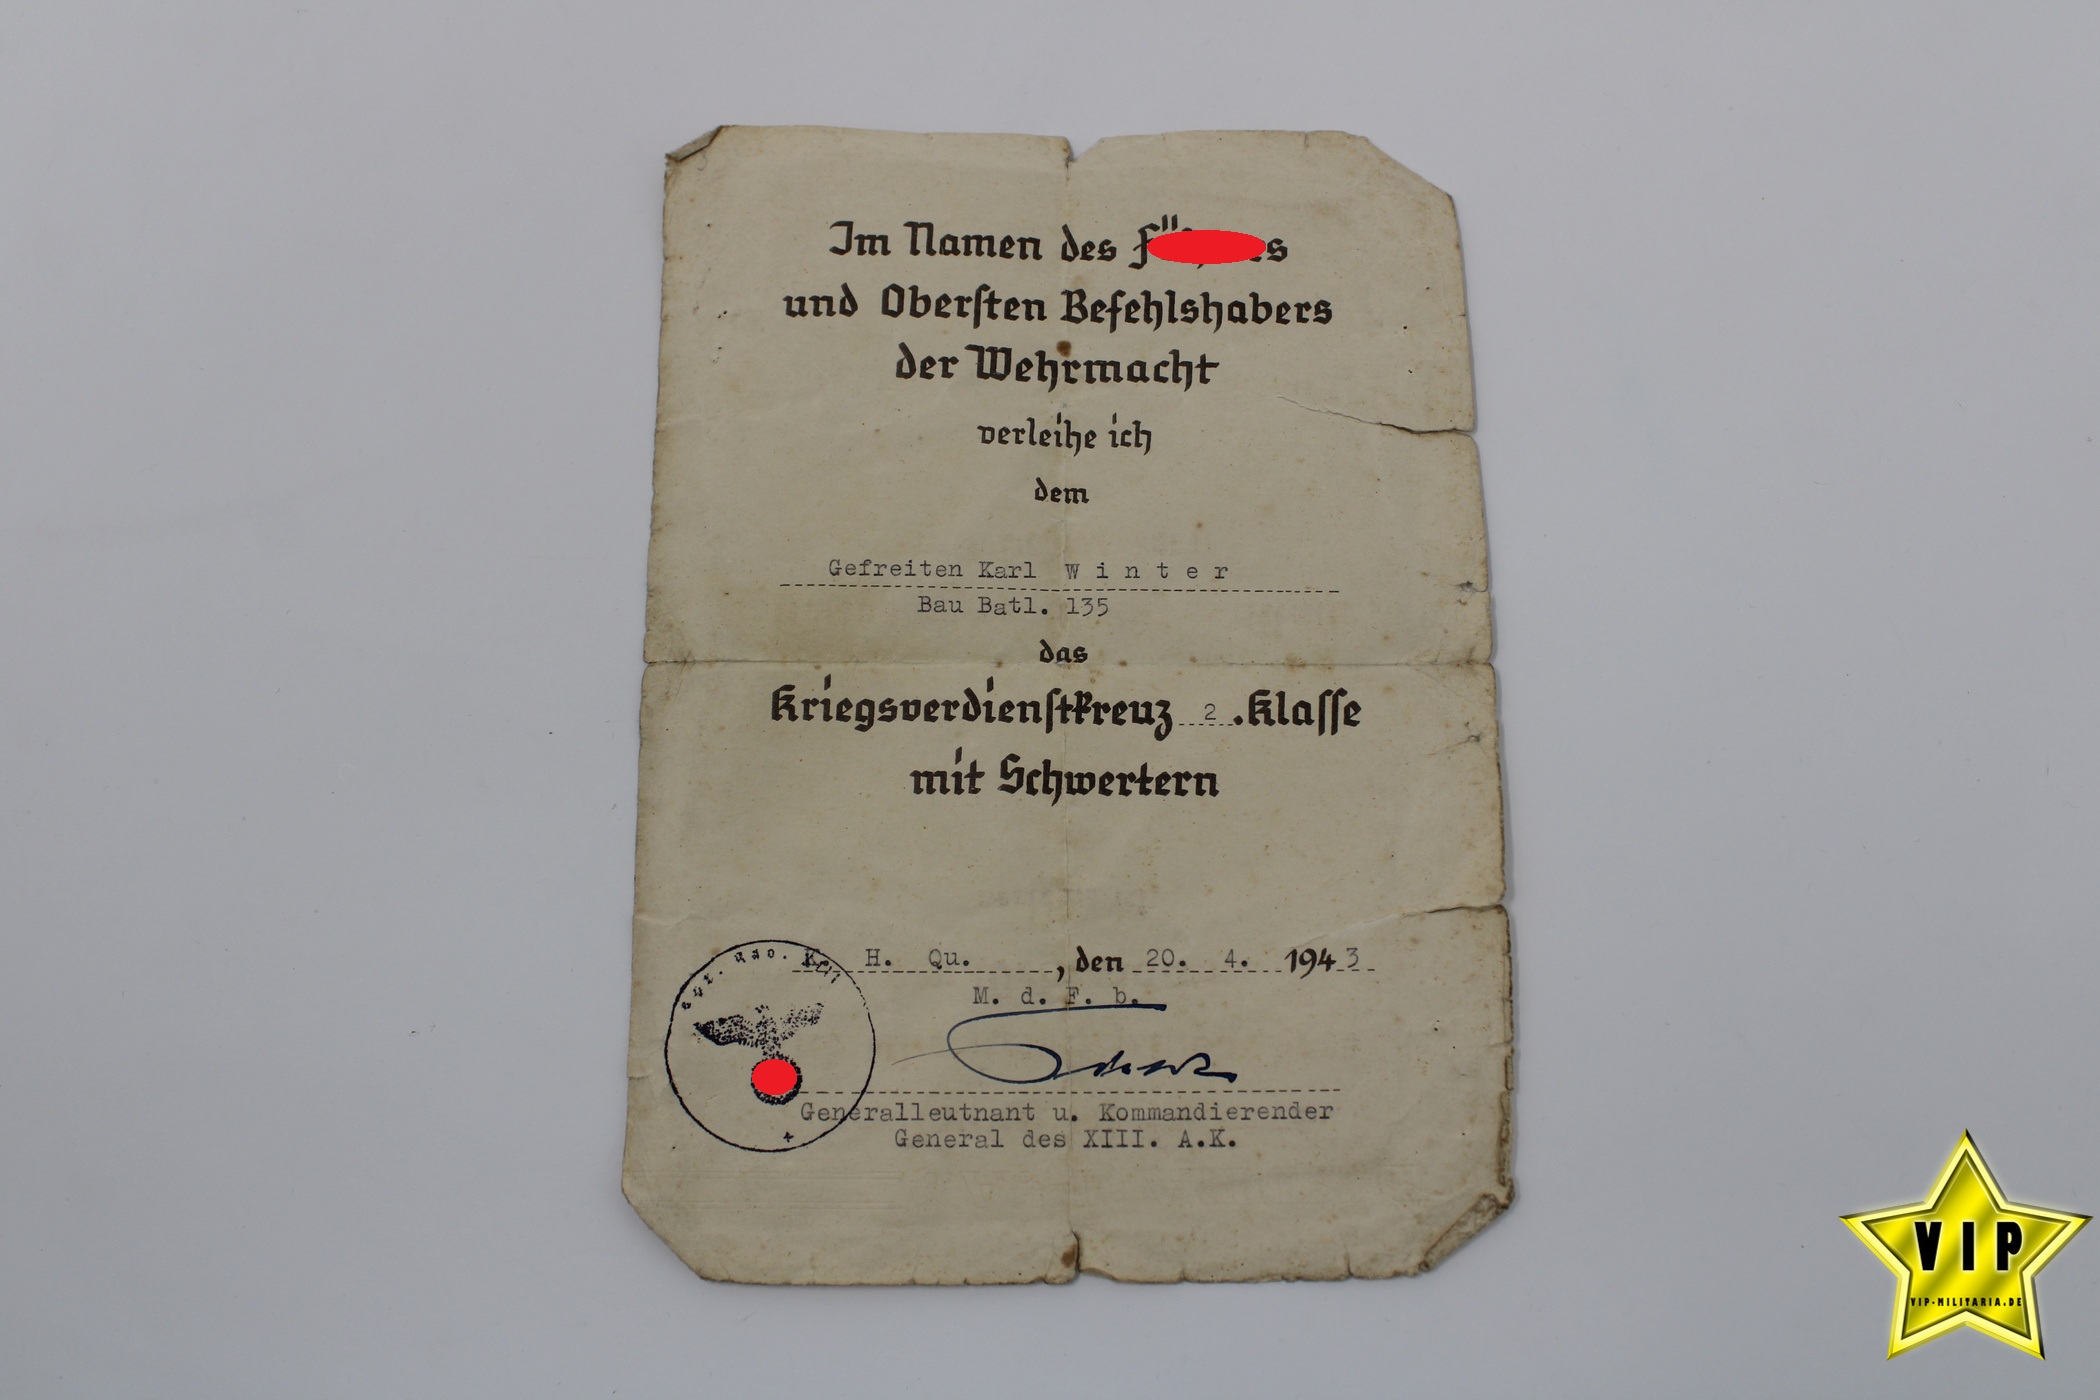 Im Namen des F s
und Obersten Befehlshabers
der Wehrmacht
verleihe ich
dem
Gefreiten Karl W i n t e r
Bau Batl. 135
das
Kriegsverdienstkreuz 2 .Klasse
mit Schwertern
K. H. Qu. , den 20. 4. 1943
M. d. F. b.
Generalleutnant u. Kommandierender
General des XIII. A.K.
VIP
VIP-MILITARIA.DE